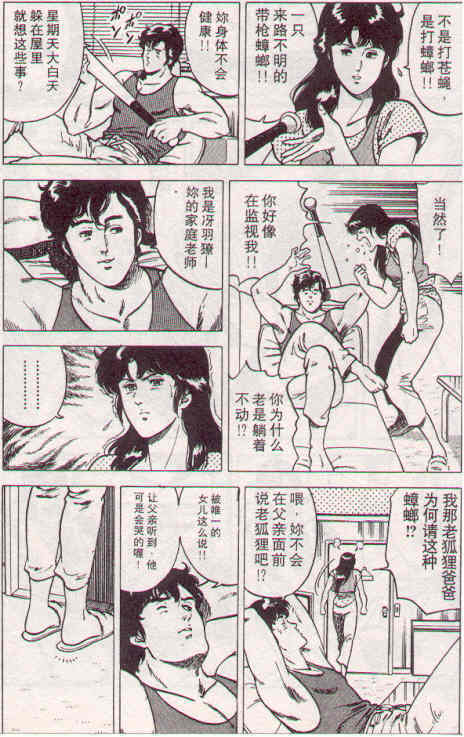 不是打苍蝇，
是打蟑螂!!
一只
来路不明的
带枪蟑螂!!
妳身体不会
健康!!
星期天大白天
躲在屋里
就想这些事？
当然了！
你好像
在监视我!!
你为什么
老是躺着
不动!?
我是冴羽獠—
妳的家庭老师
…………
我那老狐狸爸爸
为何请这种
蟑螂!?
喂，妳不会
在父亲面前
说老狐狸吧!?
被唯一的
女儿这么说!!
让父亲听到，他
可是会哭的喔！